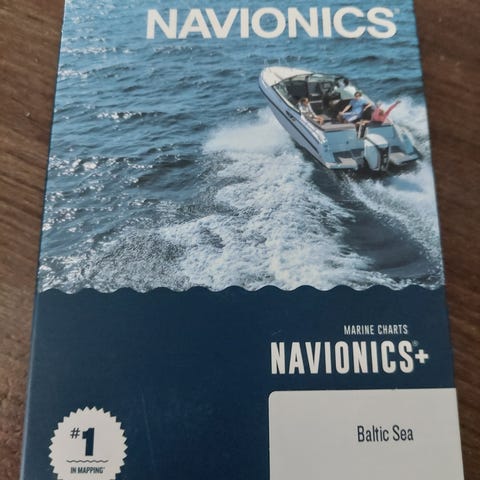 NAVIONICS®
MARINE CHARTS
NAVIONICS®+
#1
IN MAPPING*
Baltic Sea